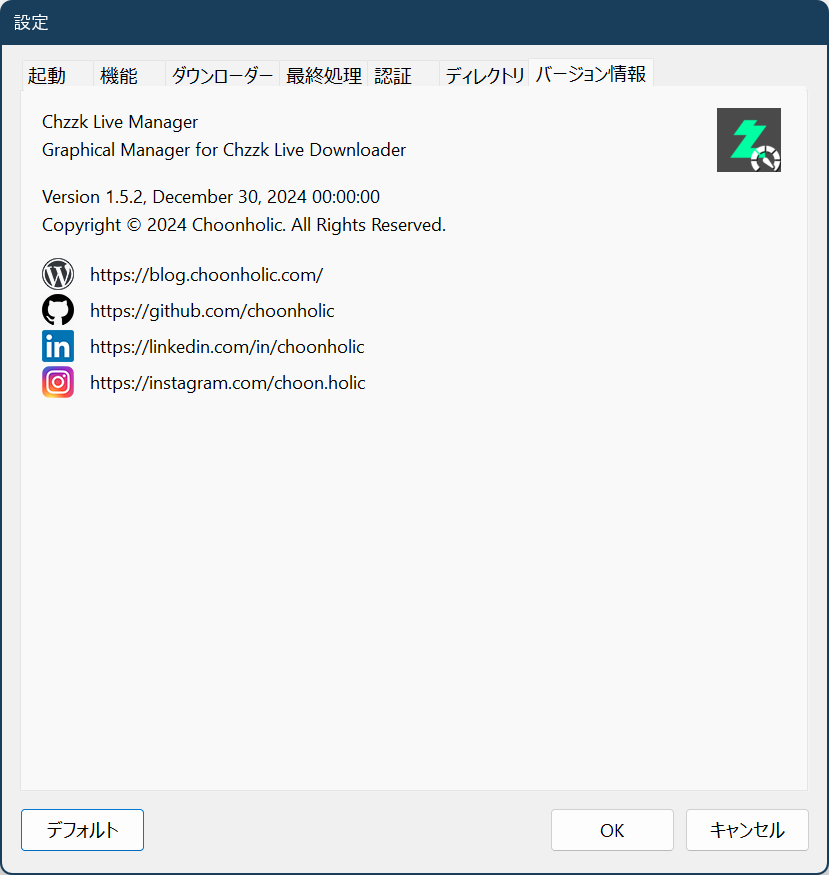 設定
起動 機能 ダウンローダー 最終処理 認証 ディレクトリ バージョン情報
Chzzk Live Manager
Graphical Manager for Chzzk Live Downloader
Version 1.5.2, December 30, 2024 00:00:00
Copyright © 2024 Choonholic. All Rights Reserved.
https://blog.choonholic.com/
https://github.com/choonholic
https://linkedin.com/in/choonholic
https://instagram.com/choon.holic
デフォルト OK キャンセル